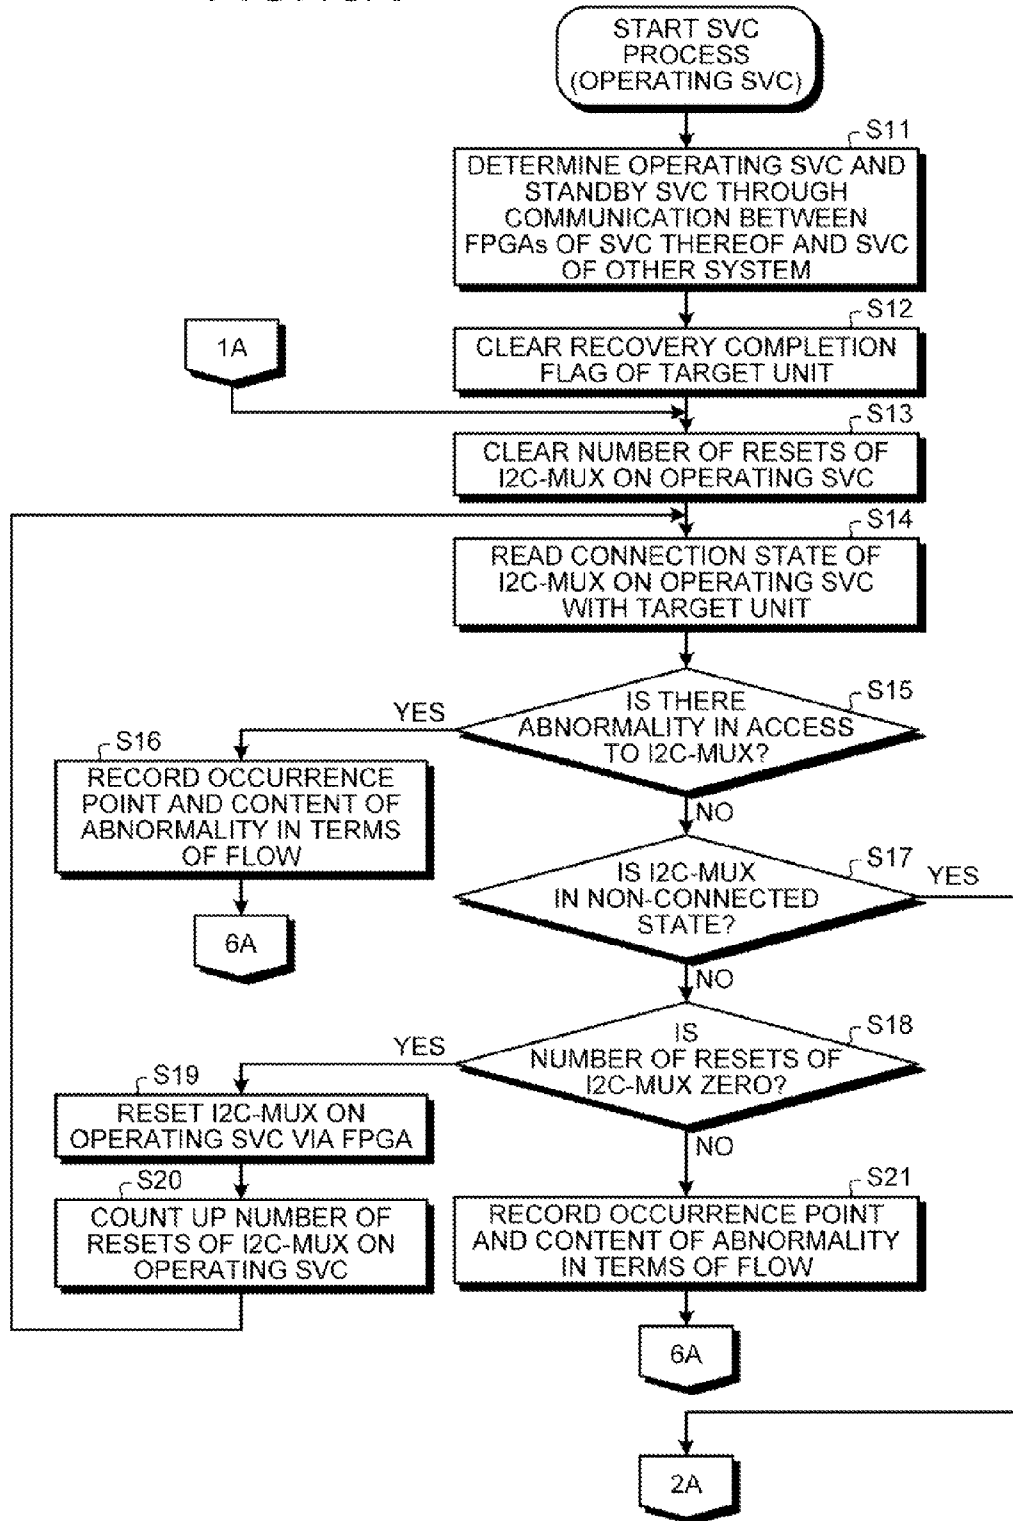 START SVC
PROCESS
(OPERATING SVC)
S11
DETERMINE OPERATING SVC AND
STANDBY SVC THROUGH
COMMUNICATION BETWEEN
FPGAs OF SVC THEREOF AND SVC
OF OTHER SYSTEM
S12
CLEAR RECOVERY COMPLETION
FLAG OF TARGET UNIT
1A
S13
CLEAR NUMBER OF RESETS OF
I2C-MUX ON OPERATING SVC
S14
READ CONNECTION STATE OF
I2C-MUX ON OPERATING SVC
WITH TARGET UNIT
S15
IS THERE
ABNORMALITY IN ACCESS
TO I2C-MUX?
YES
NO
S16
RECORD OCCURRENCE
POINT AND CONTENT OF
ABNORMALITY IN TERMS
OF FLOW
6A
S17
IS I2C-MUX
IN NON-CONNECTED
STATE?
YES
NO
S18
IS
NUMBER OF RESETS OF
I2C-MUX ZERO?
YES
NO
S19
RESET I2C-MUX ON
OPERATING SVC VIA FPGA
S20
COUNT UP NUMBER OF
RESETS OF I2C-MUX ON
OPERATING SVC
S21
RECORD OCCURRENCE POINT
AND CONTENT OF ABNORMALITY
IN TERMS OF FLOW
6A
2A